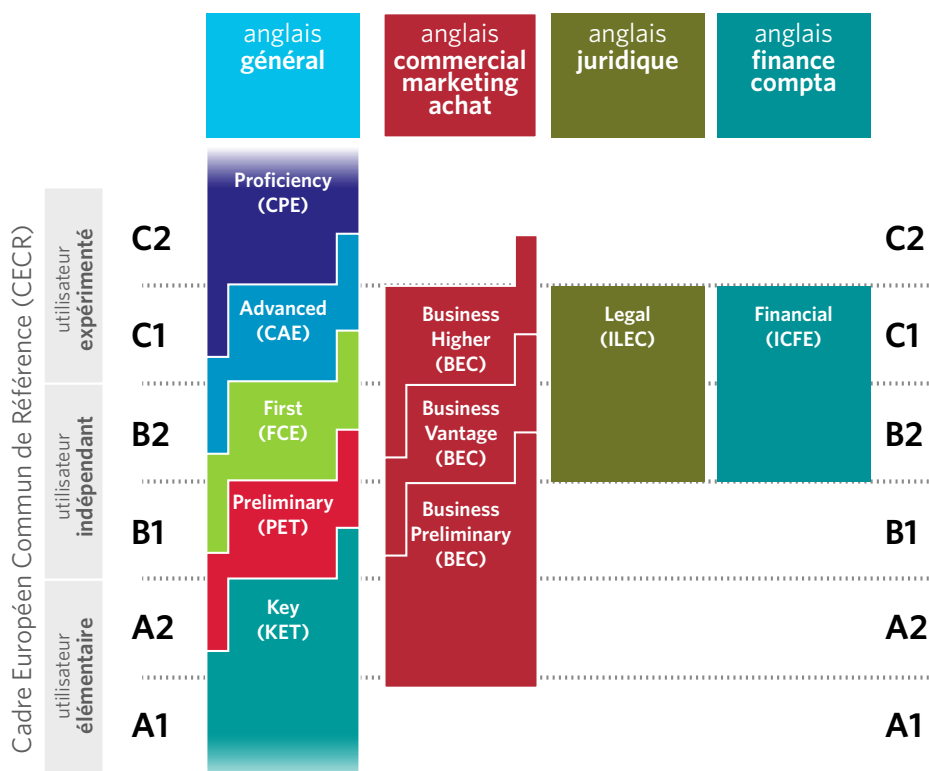 anglais
général
anglais
commercial
marketing
achat
anglais
juridique
anglais
finance
compta
Cadre Européen Commun de Référence (CECR)
utilisateur
expérimenté
utilisateur
indépendant
utilisateur
élémentaire
C2
C1
B2
B1
A2
A1
Proficiency
(CPE)
Advanced
(CAE)
First
(FCE)
Preliminary
(PET)
Key
(KET)
Business
Higher
(BEC)
Business
Vantage
(BEC)
Business
Preliminary
(BEC)
Legal
(ILEC)
Financial
(ICFE)
C2
C1
B2
B1
A2
A1